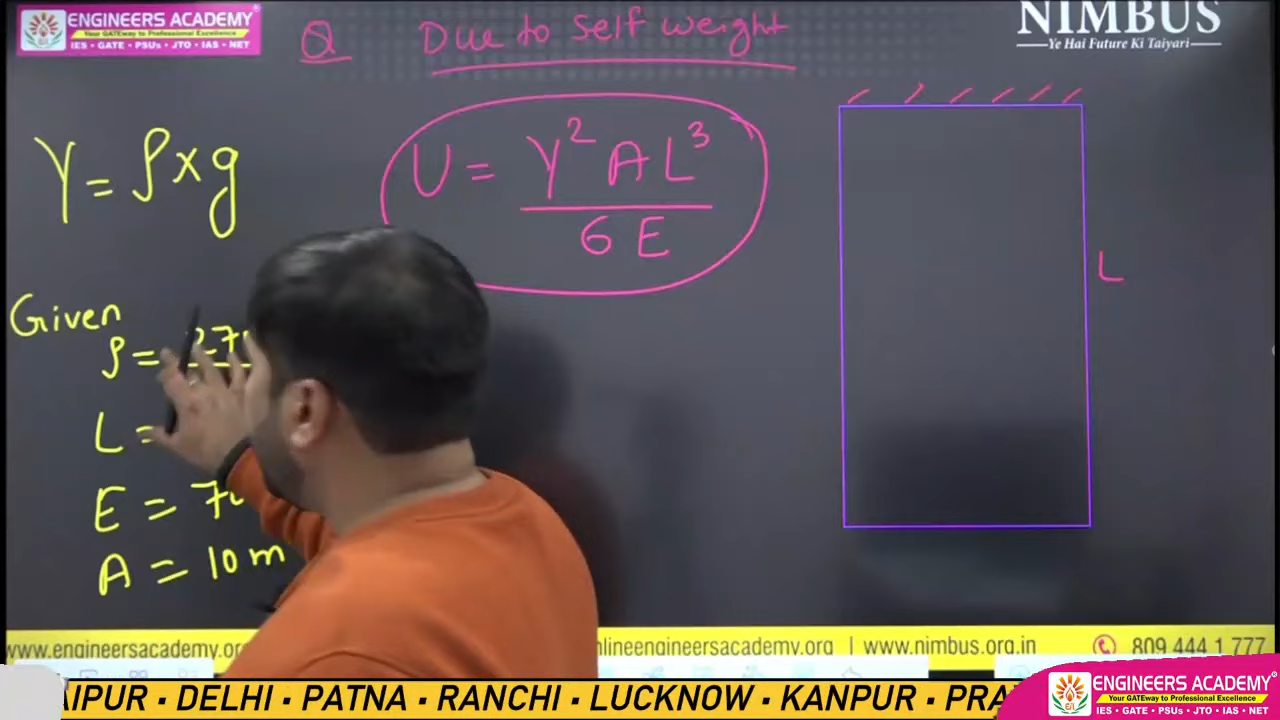 ENGINEERS ACADEMY
Your GATEway to Professional Excellence
IES • GATE • PSUs • JTO • IAS • NET
Q Due to self weight
NIMBUS
Ye Hai Future Ki Taiyari
γ = ρ x g
U = γ² A L³
6 E
L
Given
ρ =
L =
E =
A = 10 m
www.engineersacademy.org
| www.nimbus.org.in
809 444 1 777
AIPUR • DELHI • PATNA • RANCHI • LUCKNOW • KANPUR •
ENGINEERS ACADEMY
Your GATEway to Professional Excellence
IES • GATE • PSUs • JTO • IAS • NET